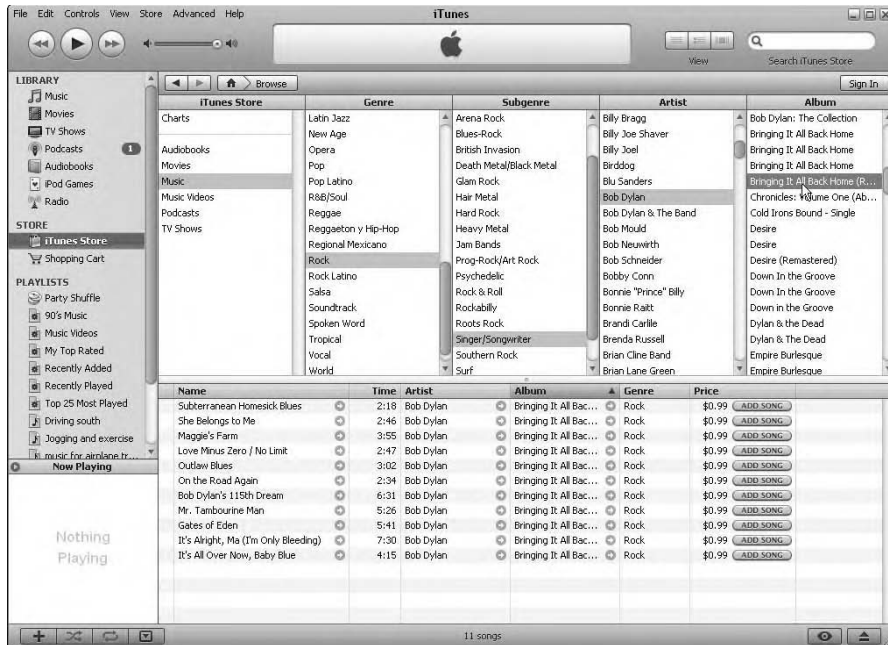 File Edit Controls View Store Advanced Help
iTunes
View
Search iTunes Store
LIBRARY
Music
Movies
TV Shows
Podcasts 1
Audiobooks
iPod Games
Radio
STORE
iTunes Store
Shopping Cart
PLAYLISTS
Party Shuffle
90's Music
Music Videos
My Top Rated
Recently Added
Recently Played
Top 25 Most Played
Driving south
Jogging and exercise
music for airplane tr...
Now Playing
Nothing
Playing
Browse
Sign In
iTunes Store
Charts
Audiobooks
Movies
Music
Music Videos
Podcasts
TV Shows
Genre
Latin Jazz
New Age
Opera
Pop
Pop Latino
R&B/Soul
Reggae
Reggaeton y Hip-Hop
Regional Mexicano
Rock
Rock Latino
Salsa
Soundtrack
Spoken Word
Tropical
Vocal
World
Subgenre
Arena Rock
Blues-Rock
British Invasion
Death Metal/Black Metal
Glam Rock
Hair Metal
Hard Rock
Heavy Metal
Jam Bands
Prog-Rock/Art Rock
Psychedelic
Rock & Roll
Rockabilly
Roots Rock
Singer/Songwriter
Southern Rock
Surf
Artist
Billy Bragg
Billy Joe Shaver
Billy Joel
Birddog
Blu Sanders
Bob Dylan
Bob Dylan & The Band
Bob Mould
Bob Neuwirth
Bob Schneider
Bobby Conn
Bonnie "Prince" Billy
Bonnie Raitt
Brandi Carlile
Brenda Russell
Brian Cline Band
Brian Lane Green
Album
Bob Dylan: The Collection
Bringing It All Back Home
Bringing It All Back Home
Bringing It All Back Home
Bringing It All Back Home (R...
Chronicles: Volume One (Ab...
Cold Irons Bound - Single
Desire
Desire
Desire (Remastered)
Down In the Groove
Down In the Groove
Down in the Groove
Dylan & the Dead
Dylan & The Dead
Empire Burlesque
Empire Burlesque
Name Time Artist Album Genre Price
Subterranean Homesick Blues 2:18 Bob Dylan Bringing It All Bac... Rock $0.99 ADD SONG
She Belongs to Me 2:46 Bob Dylan Bringing It All Bac... Rock $0.99 ADD SONG
Maggie's Farm 3:55 Bob Dylan Bringing It All Bac... Rock $0.99 ADD SONG
Love Minus Zero / No Limit 2:47 Bob Dylan Bringing It All Bac... Rock $0.99 ADD SONG
Outlaw Blues 3:02 Bob Dylan Bringing It All Bac... Rock $0.99 ADD SONG
On the Road Again 2:34 Bob Dylan Bringing It All Bac... Rock $0.99 ADD SONG
Bob Dylan's 115th Dream 6:31 Bob Dylan Bringing It All Bac... Rock $0.99 ADD SONG
Mr. Tambourine Man 5:26 Bob Dylan Bringing It All Bac... Rock $0.99 ADD SONG
Gates of Eden 5:41 Bob Dylan Bringing It All Bac... Rock $0.99 ADD SONG
It's Alright, Ma (I'm Only Bleeding) 7:30 Bob Dylan Bringing It All Bac... Rock $0.99 ADD SONG
It's All Over Now, Baby Blue 4:15 Bob Dylan Bringing It All Bac... Rock $0.99 ADD SONG
11 songs